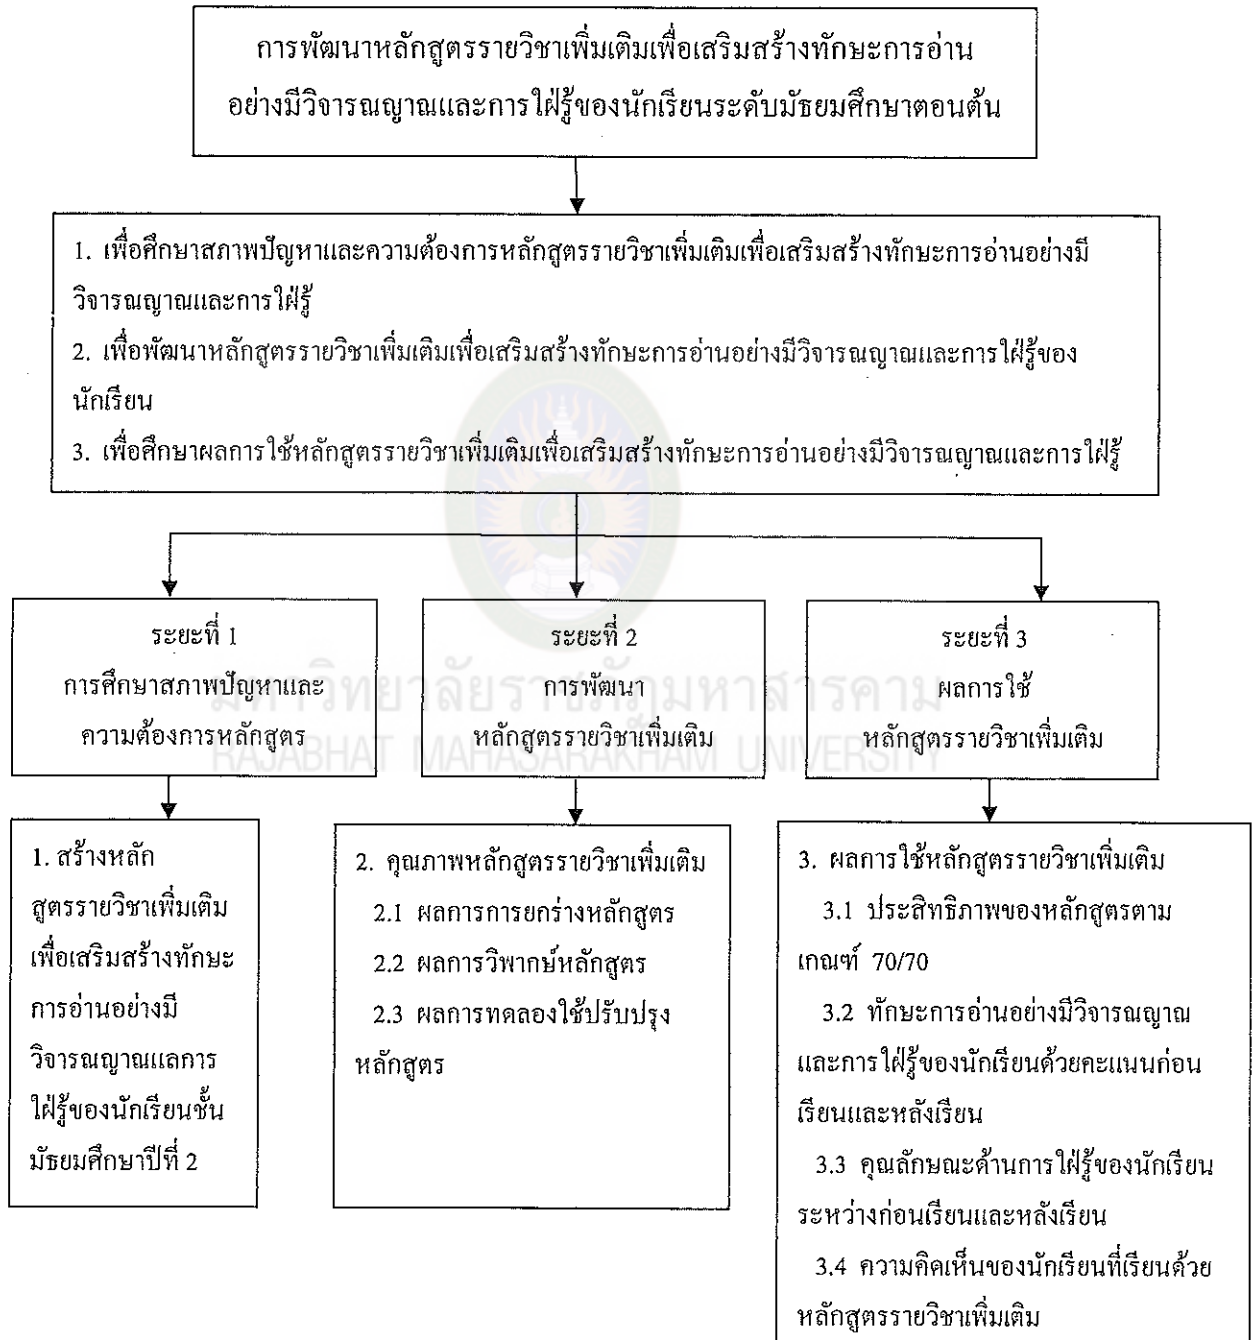 การพัฒนาหลักสูตรรายวิชาเพิ่มเติมเพื่อเสริมสร้างทักษะการอ่าน
อย่างมีวิจารณญาณและการใฝ่รู้ของนักเรียนระดับมัธยมศึกษาตอนต้น
1. เพื่อศึกษาสภาพปัญหาและความต้องการหลักสูตรรายวิชาเพิ่มเติมเพื่อเสริมสร้างทักษะการอ่านอย่างมี
วิจารณญาณและการใฝ่รู้
2. เพื่อพัฒนาหลักสูตรรายวิชาเพิ่มเติมเพื่อเสริมสร้างทักษะการอ่านอย่างมีวิจารณญาณและการใฝ่รู้ของ
นักเรียน
3. เพื่อศึกษาผลการใช้หลักสูตรรายวิชาเพิ่มเติมเพื่อเสริมสร้างทักษะการอ่านอย่างมีวิจารณญาณและการใฝ่รู้
ระยะที่ 1
การศึกษาสภาพปัญหาและ
ความต้องการหลักสูตร
ระยะที่ 2
การพัฒนา
หลักสูตรรายวิชาเพิ่มเติม
ระยะที่ 3
ผลการใช้
หลักสูตรรายวิชาเพิ่มเติม
มหาวิทยาลัยราชภัฏมหาสารคาม
RAJABHAT MAHASARAKHAM UNIVERSITY
1. สร้างหลัก
สูตรรายวิชาเพิ่มเติม
เพื่อเสริมสร้างทักษะ
การอ่านอย่างมี
วิจารณญาณแลการ
ใฝ่รู้ของนักเรียนชั้น
มัธยมศึกษาปีที่ 2
2. คุณภาพหลักสูตรรายวิชาเพิ่มเติม
2.1 ผลการการยกร่างหลักสูตร
2.2 ผลการวิพากษ์หลักสูตร
2.3 ผลการทดลองใช้ปรับปรุง
หลักสูตร
3. ผลการใช้หลักสูตรรายวิชาเพิ่มเติม
3.1 ประสิทธิภาพของหลักสูตรตาม
เกณฑ์ 70/70
3.2 ทักษะการอ่านอย่างมีวิจารณญาณ
และการใฝ่รู้ของนักเรียนด้วยคะแนนก่อน
เรียนและหลังเรียน
3.3 คุณลักษณะด้านการใฝ่รู้ของนักเรียน
ระหว่างก่อนเรียนและหลังเรียน
3.4 ความคิดเห็นของนักเรียนที่เรียนด้วย
หลักสูตรรายวิชาเพิ่มเติม